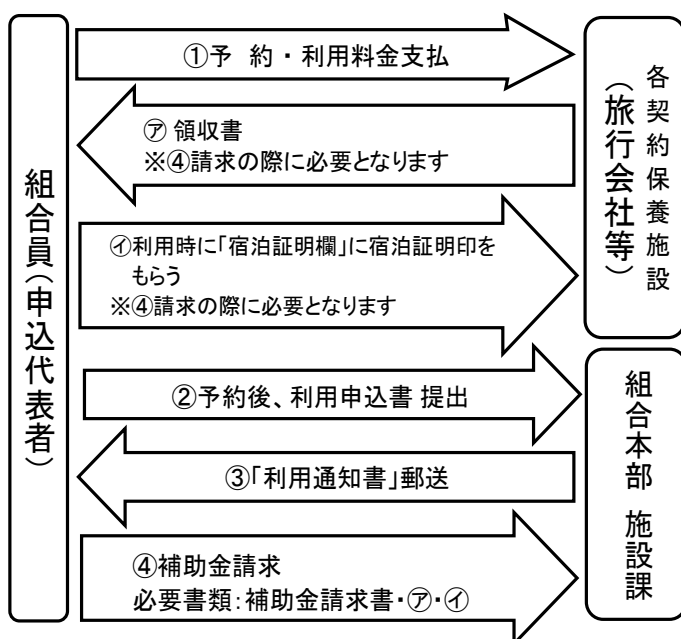 組合員（申込代表者）
①予 約・利用料金支払
㋐ 領収書
※④請求の際に必要となります
㋑利用時に「宿泊証明欄」に宿泊証明印を
もらう
※④請求の際に必要となります
②予約後、利用申込書 提出
③「利用通知書」郵送
④補助金請求
必要書類：補助金請求書・㋐・㋑
各契約保養施設
（旅行会社等）
組合本部 施設課